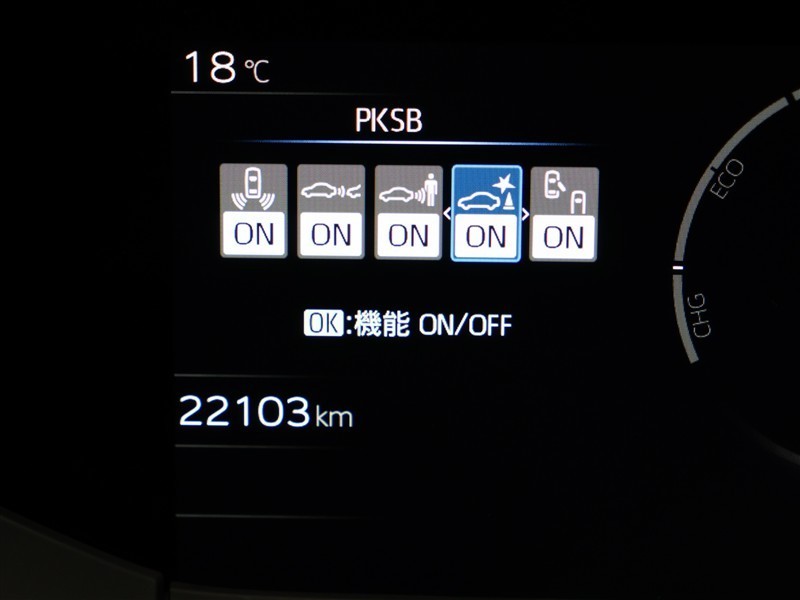 18℃
PKSB
ON ON ON ON ON
OK:機能 ON/OFF
22103km
ECO
CHG